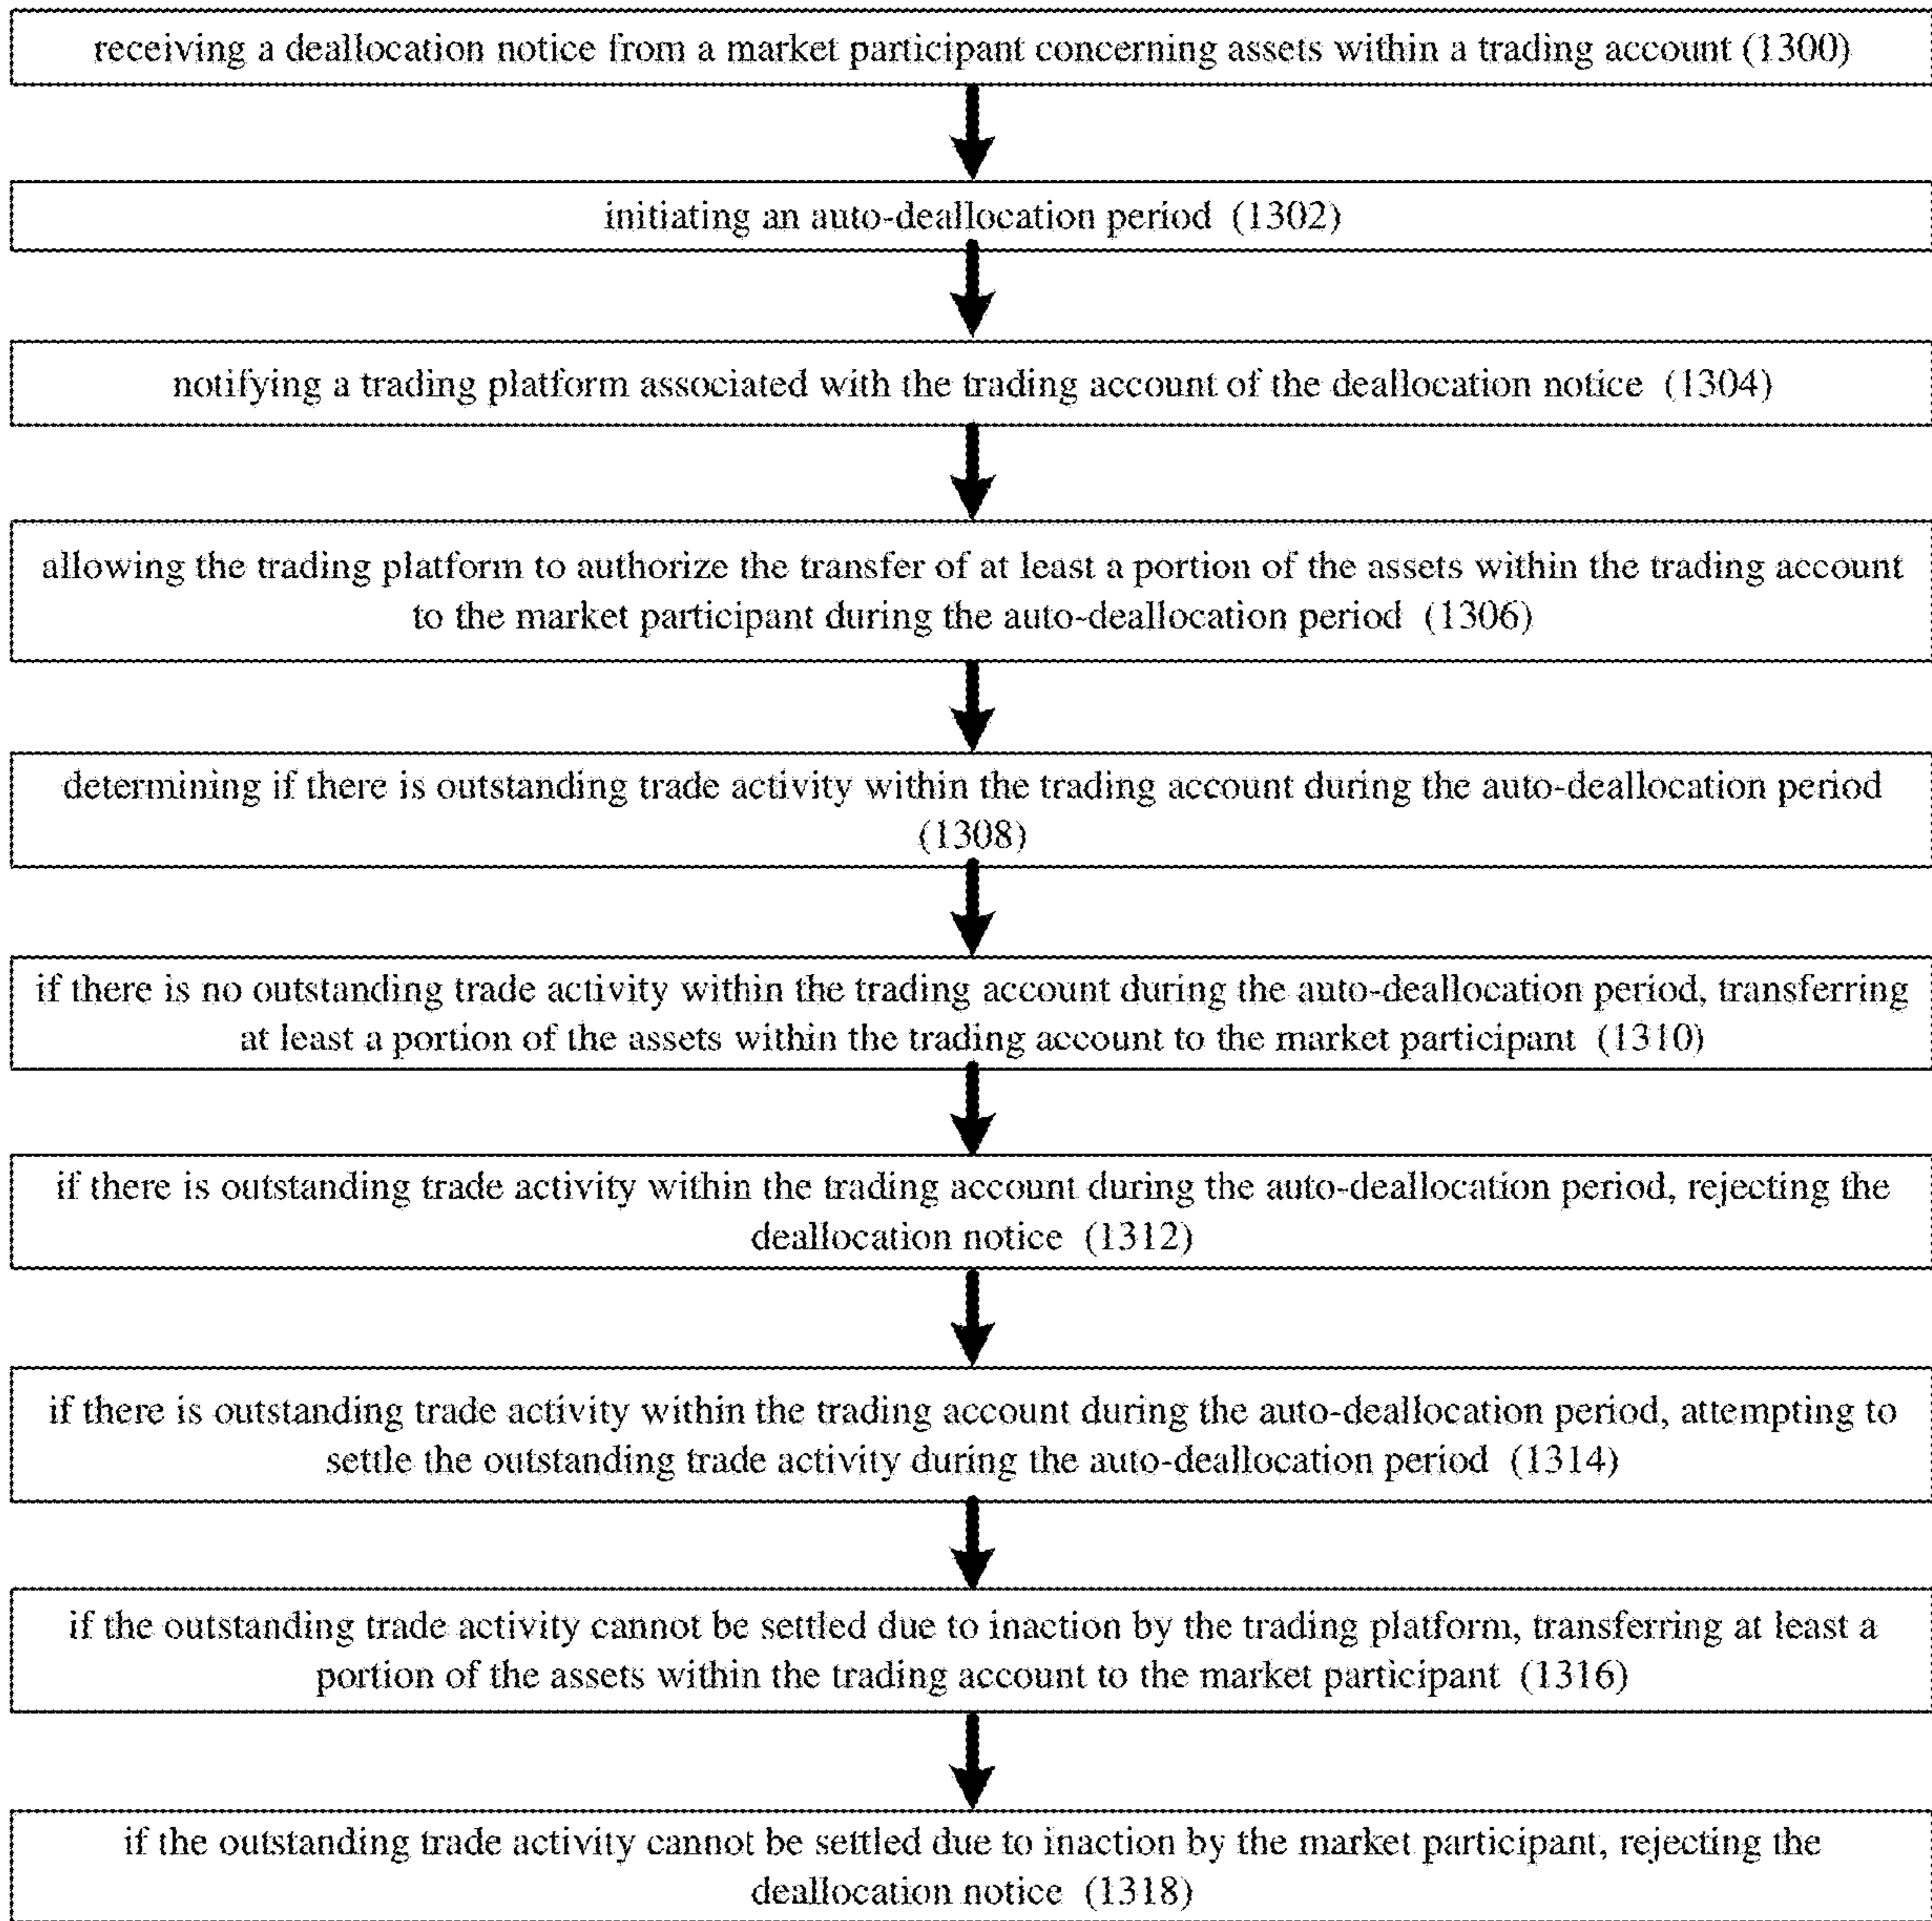 receiving a deallocation notice from a market participant concerning assets within a trading account (1300)
initiating an auto-deallocation period (1302)
notifying a trading platform associated with the trading account of the deallocation notice (1304)
allowing the trading platform to authorize the transfer of at least a portion of the assets within the trading account
to the market participant during the auto-deallocation period (1306)
determining if there is outstanding trade activity within the trading account during the auto-deallocation period
(1308)
if there is no outstanding trade activity within the trading account during the auto-deallocation period, transferring
at least a portion of the assets within the trading account to the market participant (1310)
if there is outstanding trade activity within the trading account during the auto-deallocation period, rejecting the
deallocation notice (1312)
if there is outstanding trade activity within the trading account during the auto-deallocation period, attempting to
settle the outstanding trade activity during the auto-deallocation period (1314)
if the outstanding trade activity cannot be settled due to inaction by the trading platform, transferring at least a
portion of the assets within the trading account to the market participant (1316)
if the outstanding trade activity cannot be settled due to inaction by the market participant, rejecting the
deallocation notice (1318)